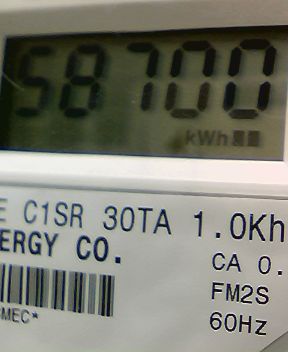 58700
kWh
E C1SR 30TA 1.0Kh
ERGY CO.
CA 0.
FM2S
MEC*
60Hz